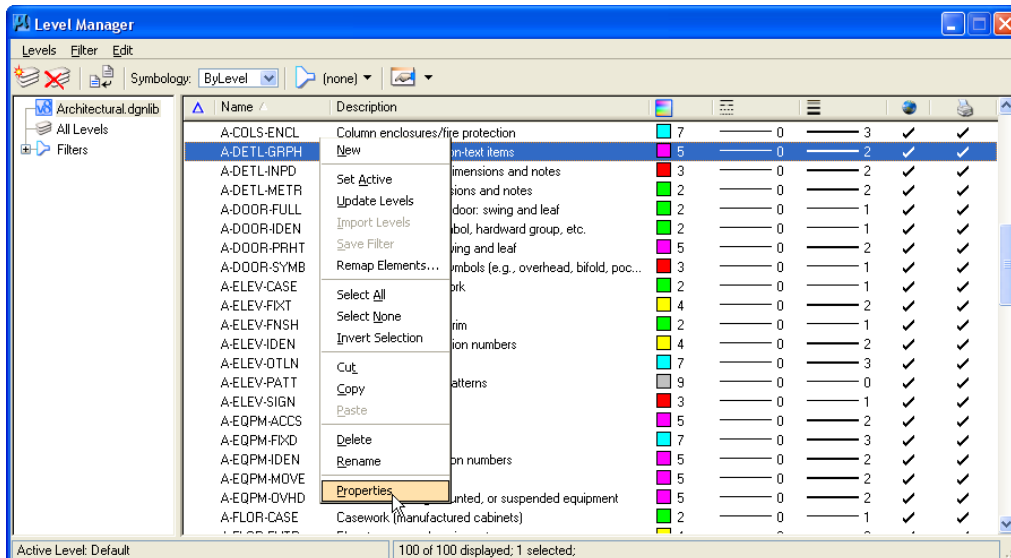 Level Manager
Levels Filter Edit
Symbology: ByLevel (none)
Architectural.dgnlib
All Levels
Filters
Name Description
A-COLS-ENCL Column enclosures/fire protection 7 0 3
A-DETL-GRPH on-text items 5 0 2
A-DETL-INPD imensions and notes 3 0 2
A-DETL-METR sions and notes 2 0 2
A-DOOR-FULL door: swing and leaf 2 0 1
A-DOOR-IDEN bol, hardware group, etc. 2 0 1
A-DOOR-PRHT wing and leaf 5 0 2
A-DOOR-SYMB ymbols (e.g., overhead, bifold, poc... 3 0 1
A-ELEV-CASE ork 2 0 1
A-ELEV-FIXT 4 0 2
A-ELEV-FNSH rim 2 0 1
A-ELEV-IDEN ion numbers 4 0 2
A-ELEV-OTLN 7 0 3
A-ELEV-PATT atterns 9 0 0
A-ELEV-SIGN 3 0 1
A-EQPM-ACCS 5 0 2
A-EQPM-FIXD 7 0 3
A-EQPM-IDEN on numbers 5 0 2
A-EQPM-MOVE 5 0 2
A-EQPM-OVHD unted, or suspended equipment 5 0 2
A-FLOR-CASE Casework (manufactured cabinets) 2 0 1
New
Set Active
Update Levels
Import Levels
Save Filter
Remap Elements...
Select All
Select None
Invert Selection
Cut
Copy
Paste
Delete
Rename
Properties
Active Level: Default
100 of 100 displayed; 1 selected;